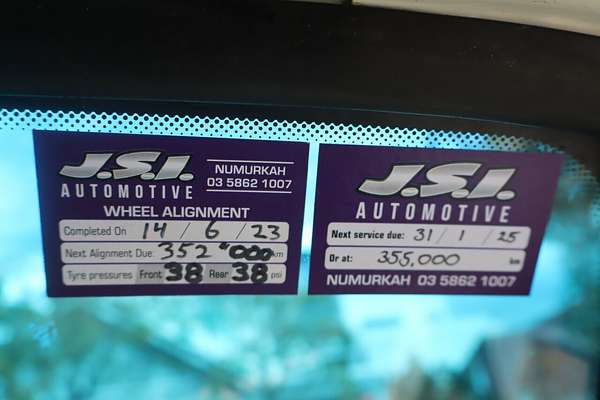 J.S.I.
AUTOMOTIVE
NUMURKAH
03 5862 1007
WHEEL ALIGNMENT
Completed On 14 / 6 / 23
Next Alignment Due: 352"000 km
Tyre pressures Front 38 Rear 38 psi
J.S.I.
AUTOMOTIVE
Next service due: 31 / 1 / 25
Or at: 355,000 km
NUMURKAH 03 5862 1007